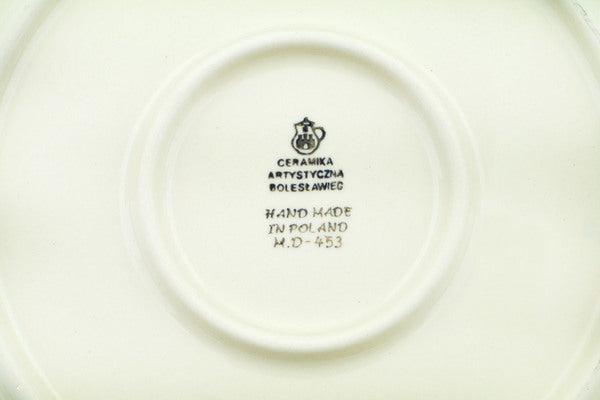 CERAMIKA
ARTYSTYCZNA
BOLESŁAWIEC
HAND MADE
IN POLAND
M.D-453